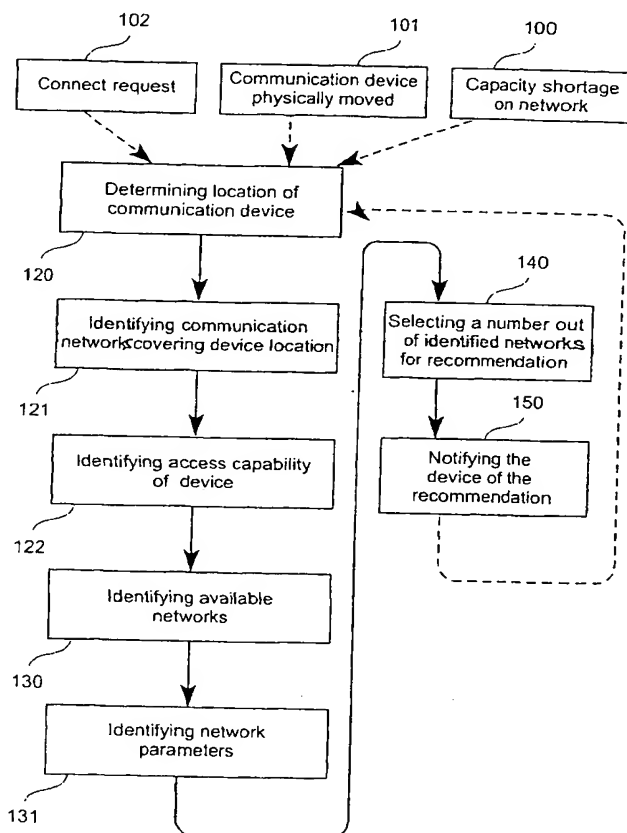 102
101
100
Connect request
Communication device
physically moved
Capacity shortage
on network
Determining location of
communication device
120
Identifying communication
networks covering device location
121
Identifying access capability
of device
122
Identifying available
networks
130
Identifying network
parameters
131
140
Selecting a number out
of identified networks
for recommendation
150
Notifying the
device of the
recommendation